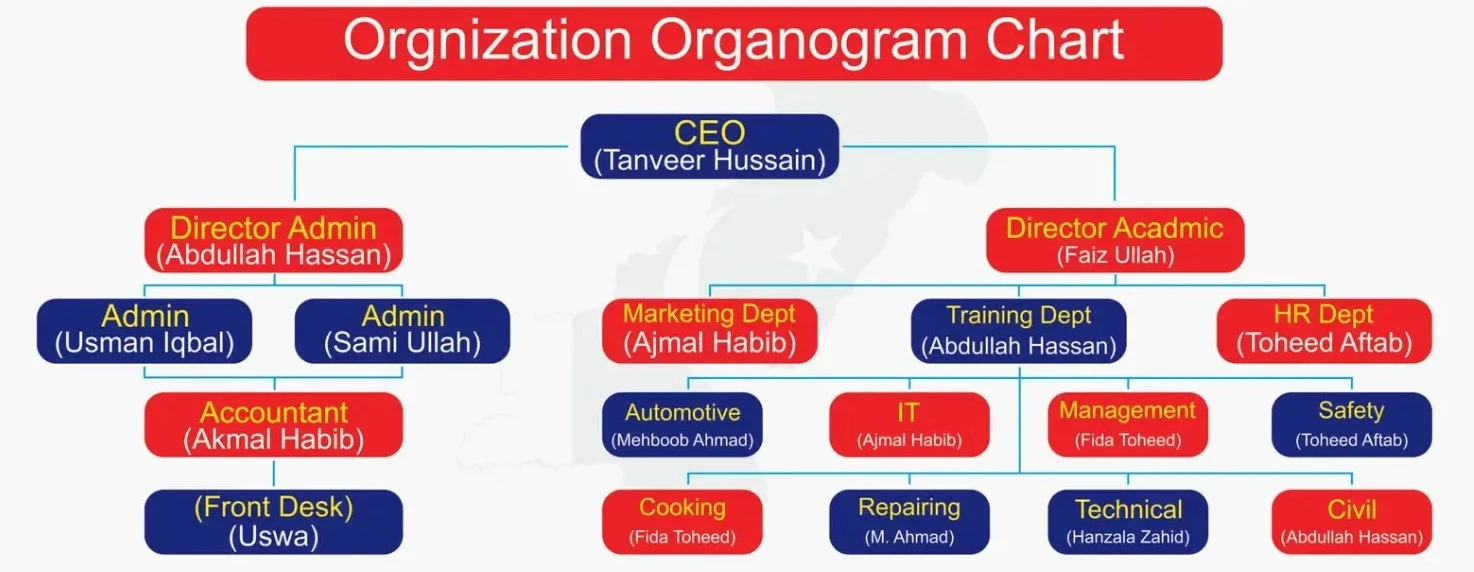 Orgnization Organogram Chart
CEO
(Tanveer Hussain)
Director Admin
(Abdullah Hassan)
Director Acadmic
(Faiz Ullah)
Admin
(Usman Iqbal)
Admin
(Sami Ullah)
Marketing Dept
(Ajmal Habib)
Training Dept
(Abdullah Hassan)
HR Dept
(Toheed Aftab)
Accountant
(Akmal Habib)
Automotive
(Mehboob Ahmad)
IT
(Ajmal Habib)
Management
(Fida Toheed)
Safety
(Toheed Aftab)
(Front Desk)
(Uswa)
Cooking
(Fida Toheed)
Repairing
(M. Ahmad)
Technical
(Hanzala Zahid)
Civil
(Abdullah Hassan)